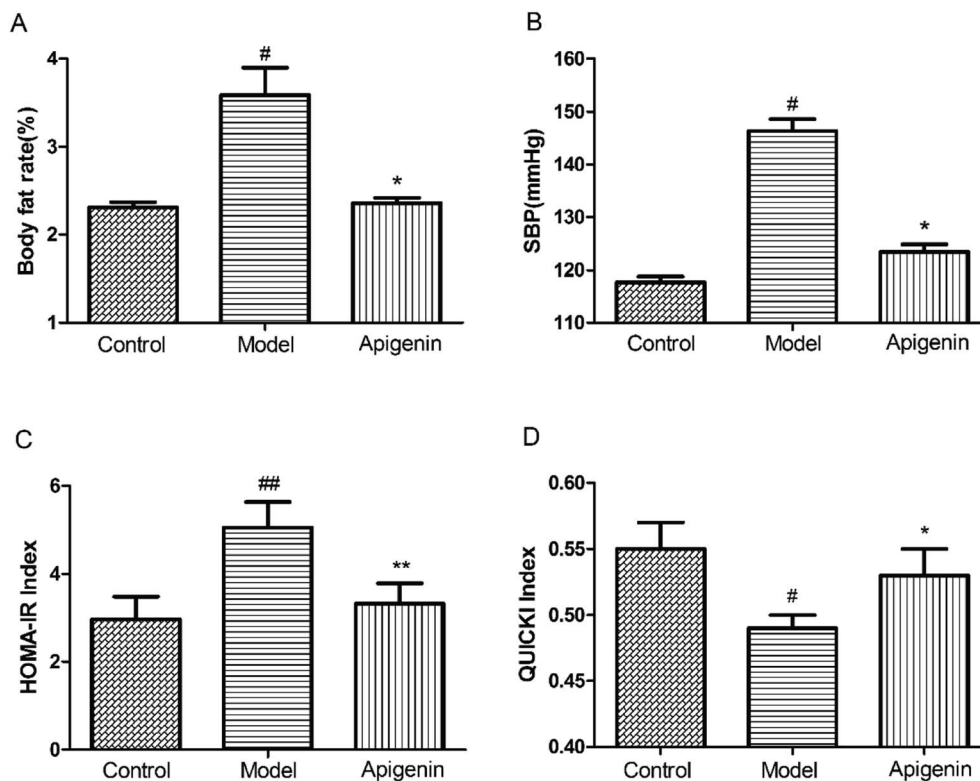 A
Body fat rate(%)
4
3
2
1
#
*
Control Model Apigenin
B
SBP(mmHg)
160
150
140
130
120
110
#
*
Control Model Apigenin
C
HOMA-IR Index
6
4
2
0
##
**
Control Model Apigenin
D
QUICKI Index
0.60
0.55
0.50
0.45
0.40
#
*
Control Model Apigenin